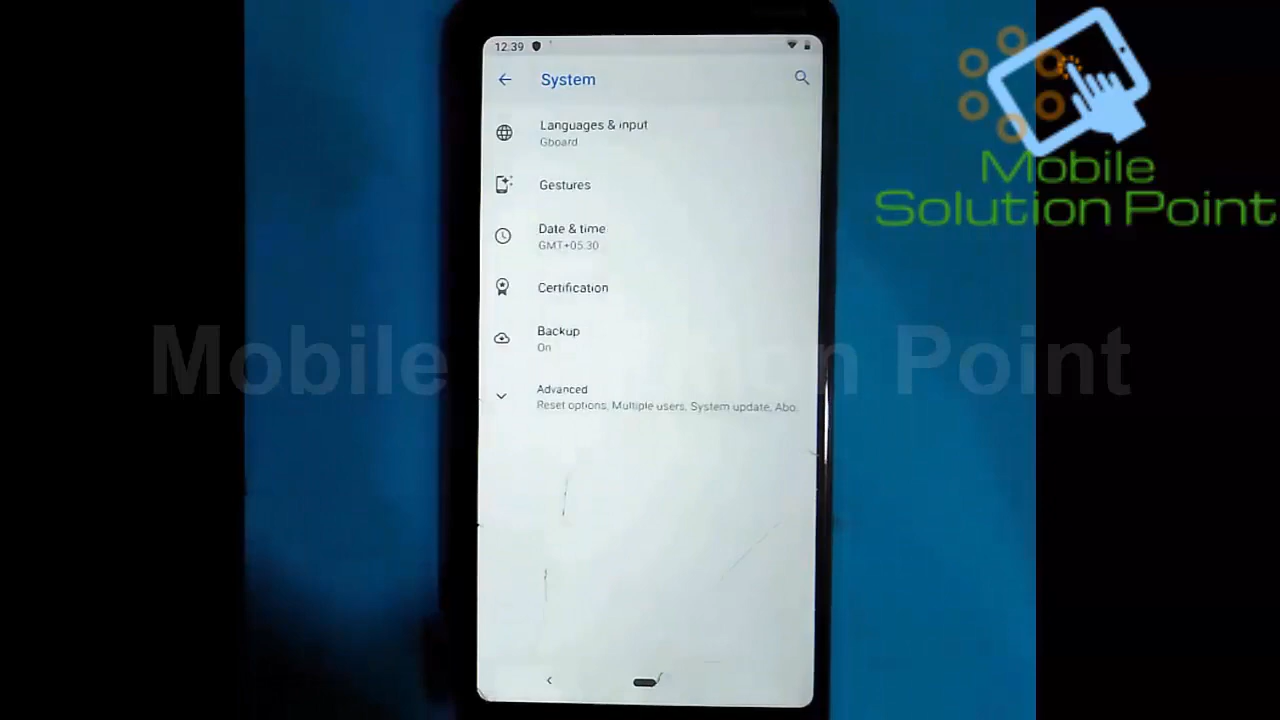 12.39
System
Languages & input
Gboard
Gestures
Date & time
GMT+05.30
Certification
Backup
On
Advanced
Reset options, Multiple users, System update, Abo
Mobile
Solution Point
Mobile Solution Point